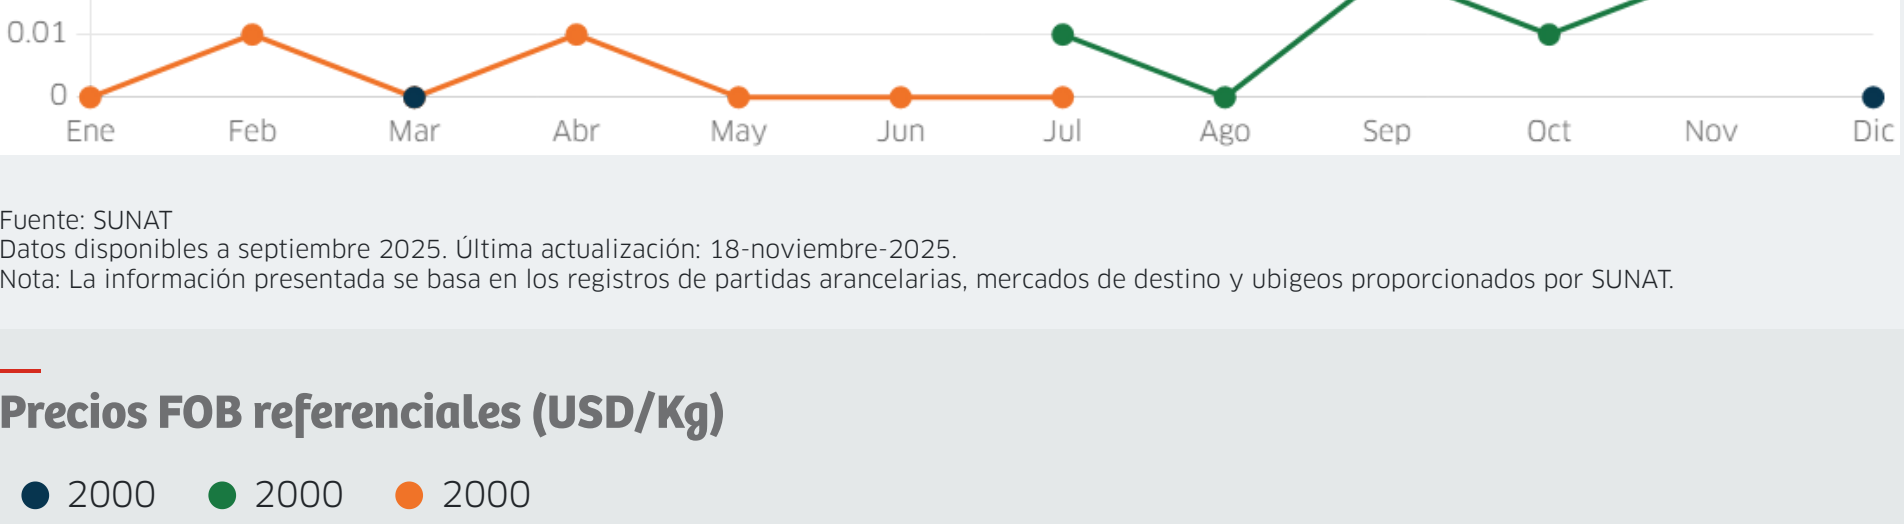 0.01
0
Ene Feb Mar Abr May Jun Jul Ago Sep Oct Nov Dic
Fuente: SUNAT
Datos disponibles a septiembre 2025. Última actualización: 18-noviembre-2025.
Nota: La información presentada se basa en los registros de partidas arancelarias, mercados de destino y ubigeos proporcionados por SUNAT.
Precios FOB referenciales (USD/Kg)
2000 2000 2000